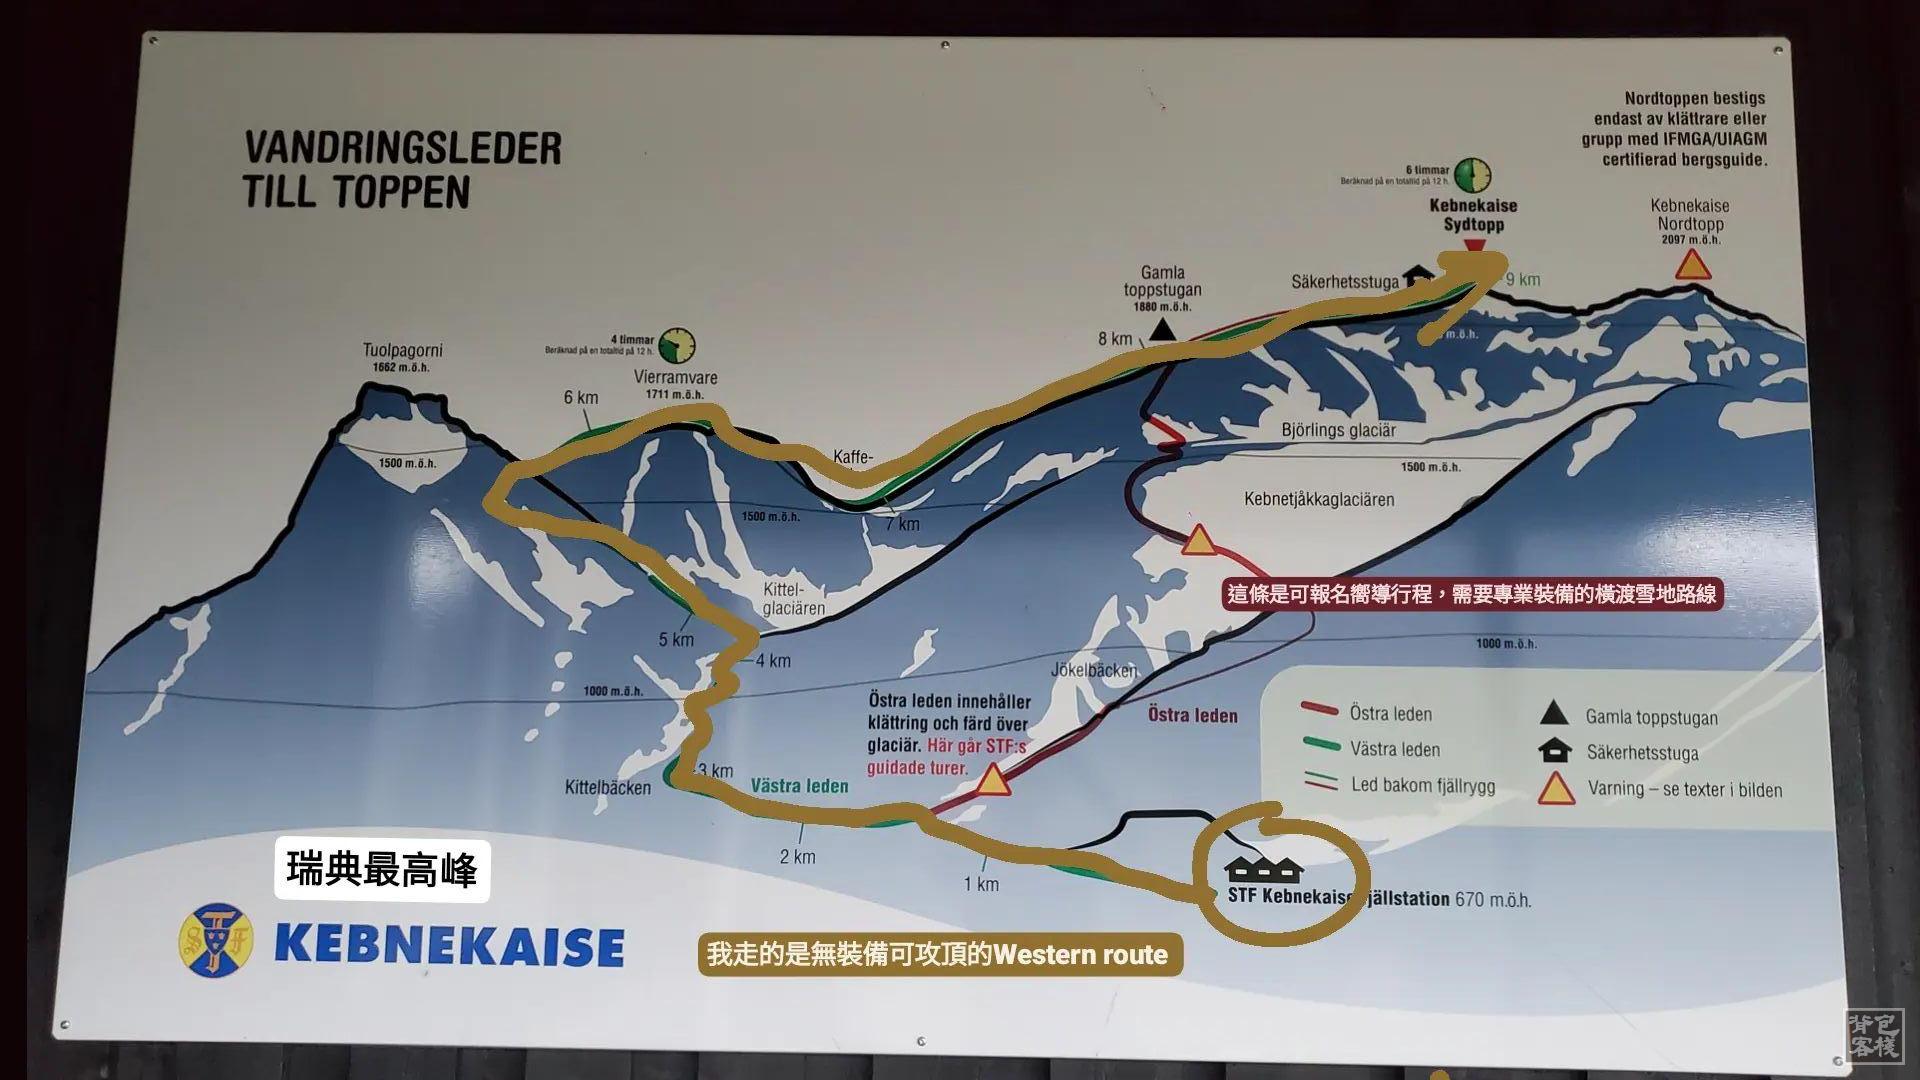 VANDRINGSLEDER
TILL TOPPEN
Nordtoppen bestigs
endast av klättrare eller
grupp med IFMGA/UIAGM
certifierad bergsguide.
6 timmar
Beräknad på en totaltid på 12 h.
Kebnekaise
Sydtopp
Kebnekaise
Nordtopp
2097 m.ö.h.
Säkerhetsstuga
9 km
m.ö.h.
Gamla
toppstugan
1880 m.ö.h.
8 km
4 timmar
Beräknad på en totaltid på 12 h.
Vierramvare
1711 m.ö.h.
Tuolpagorni
1662 m.ö.h.
6 km
1500 m.ö.h.
Kaffe-
Björlings glaciär
1500 m.ö.h.
Kebnetjåkkaglaciären
1500 m.ö.h.
7 km
Kittel-
glaciären
這條是可報名嚮導行程，需要專業裝備的橫渡雪地路線
5 km
4 km
1000 m.ö.h.
1000 m.ö.h.
Jökelbäcken
Östra leden innehåller
klättring och färd över
glaciär. Här går STF:s
guidade turer.
Östra leden
Kittelbäcken
3 km
Västra leden
2 km
1 km
Östra leden
Västra leden
Led bakom fjällrygg
Gamla toppstugan
Säkerhetsstuga
Varning – se texter i bilden
STF Kebnekaise jällstation 670 m.ö.h.
瑞典最高峰
STF
KEBNEKAISE
我走的是無裝備可攻頂的Western route
背包
客棧